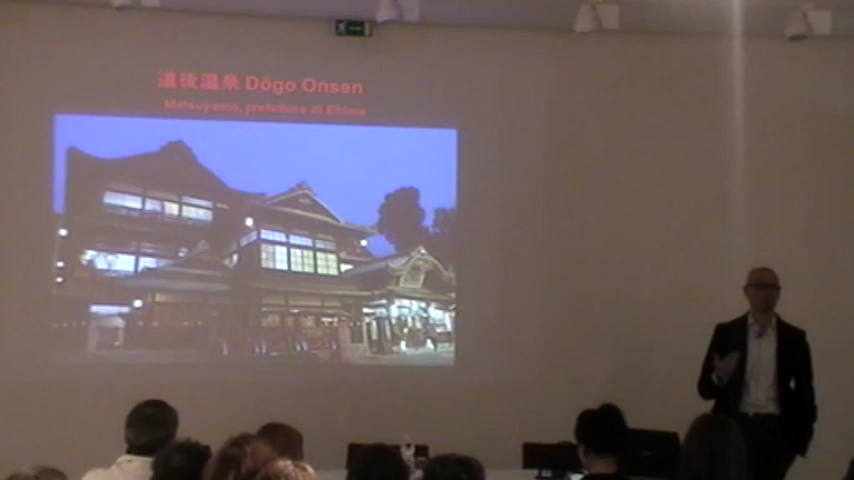 道後温泉 Dōgo Onsen
Matsuyama, prefettura di Ehime